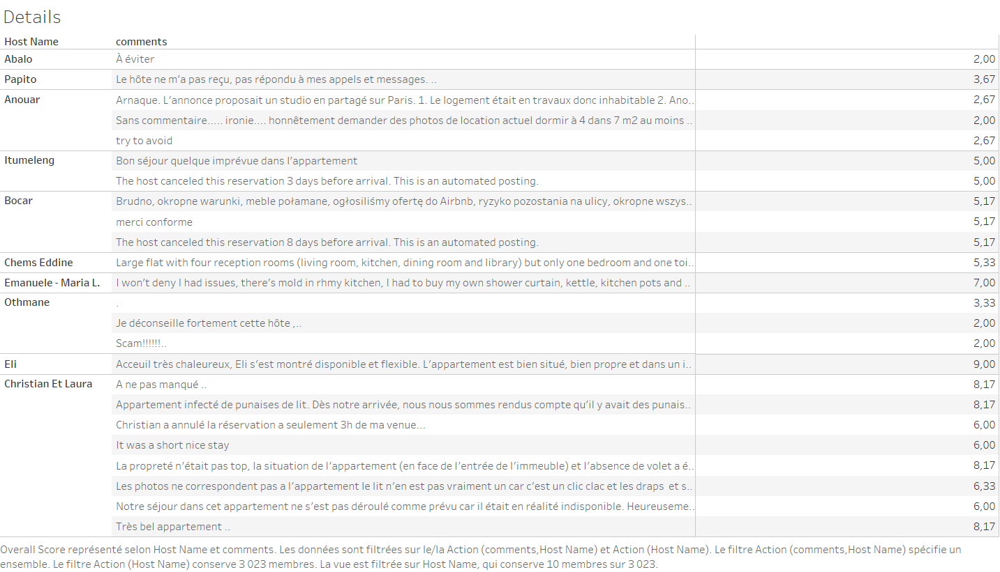 Details
Host Name comments
Abalo À éviter 2,00
Papito Le hôte ne m’a pas reçu, pas répondu à mes appels et messages. .. 3,67
Anouar Arnaque. L’annonce proposait un studio en partagé sur Paris. 1. Le logement était en travaux donc inhabitable 2. Ano.. 2,67
Sans commentaire..... ironie.... honnêtement demander des photos de location actuel dormir à 4 dans 7 m2 au moins .. 2,00
try to avoid 2,67
Itumeleng Bon séjour quelque imprévue dans l’appartement 5,00
The host canceled this reservation 3 days before arrival. This is an automated posting. 5,00
Bocar Brudno, okropne warunki, meble połamane, ogłosiliśmy ofertę do Airbnb, ryzyko pozostania na ulicy, okropne wszys.. 5,17
merci conforme 5,17
The host canceled this reservation 8 days before arrival. This is an automated posting. 5,17
Chems Eddine Large flat with four reception rooms (living room, kitchen, dining room and library) but only one bedroom and one toi.. 5,33
Emanuele - Maria L. I won’t deny I had issues, there’s mold in rhmy kitchen, I had to buy my own shower curtain, kettle, kitchen pots and .. 7,00
Othmane . 3,33
Je déconseille fortement cette hôte ,.. 2,00
Scam!!!!!!.. 2,00
Eli Acceuil très chaleureux, Eli s’est montré disponible et flexible. L’appartement est bien situé, bien propre et dans un i.. 9,00
Christian Et Laura A ne pas manqué .. 8,17
Appartement infecté de punaises de lit. Dès notre arrivée, nous nous sommes rendus compte qu’il y avait des punais.. 8,17
Christian a annulé la réservation a seulement 3h de ma venue... 6,00
It was a short nice stay 6,00
La propreté n’était pas top, la situation de l’appartement (en face de l’entrée de l’immeuble) et l’absence de volet a é.. 8,17
Les photos ne correspondent pas a l’appartement le lit n’en est pas vraiment un car c’est un clic clac et les draps et s.. 6,33
Notre séjour dans cet appartement ne s’est pas déroulé comme prévu car il était en réalité indisponible. Heureuseme.. 6,00
Très bel appartement .. 8,17
Overall Score représenté selon Host Name et comments. Les données sont filtrées sur le/la Action (comments,Host Name) et Action (Host Name). Le filtre Action (comments,Host Name) spécifie un
ensemble. Le filtre Action (Host Name) conserve 3 023 membres. La vue est filtrée sur Host Name, qui conserve 10 membres sur 3 023.